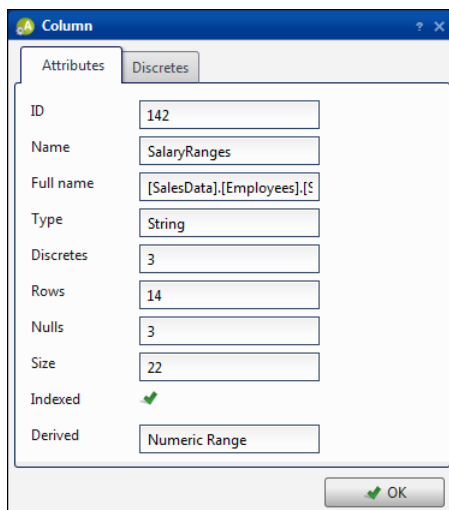 Column
?
Attributes Discretes
ID 142
Name SalaryRanges
Full name [SalesData].[Employees].[S
Type String
Discretes 3
Rows 14
Nulls 3
Size 22
Indexed
Derived Numeric Range
OK